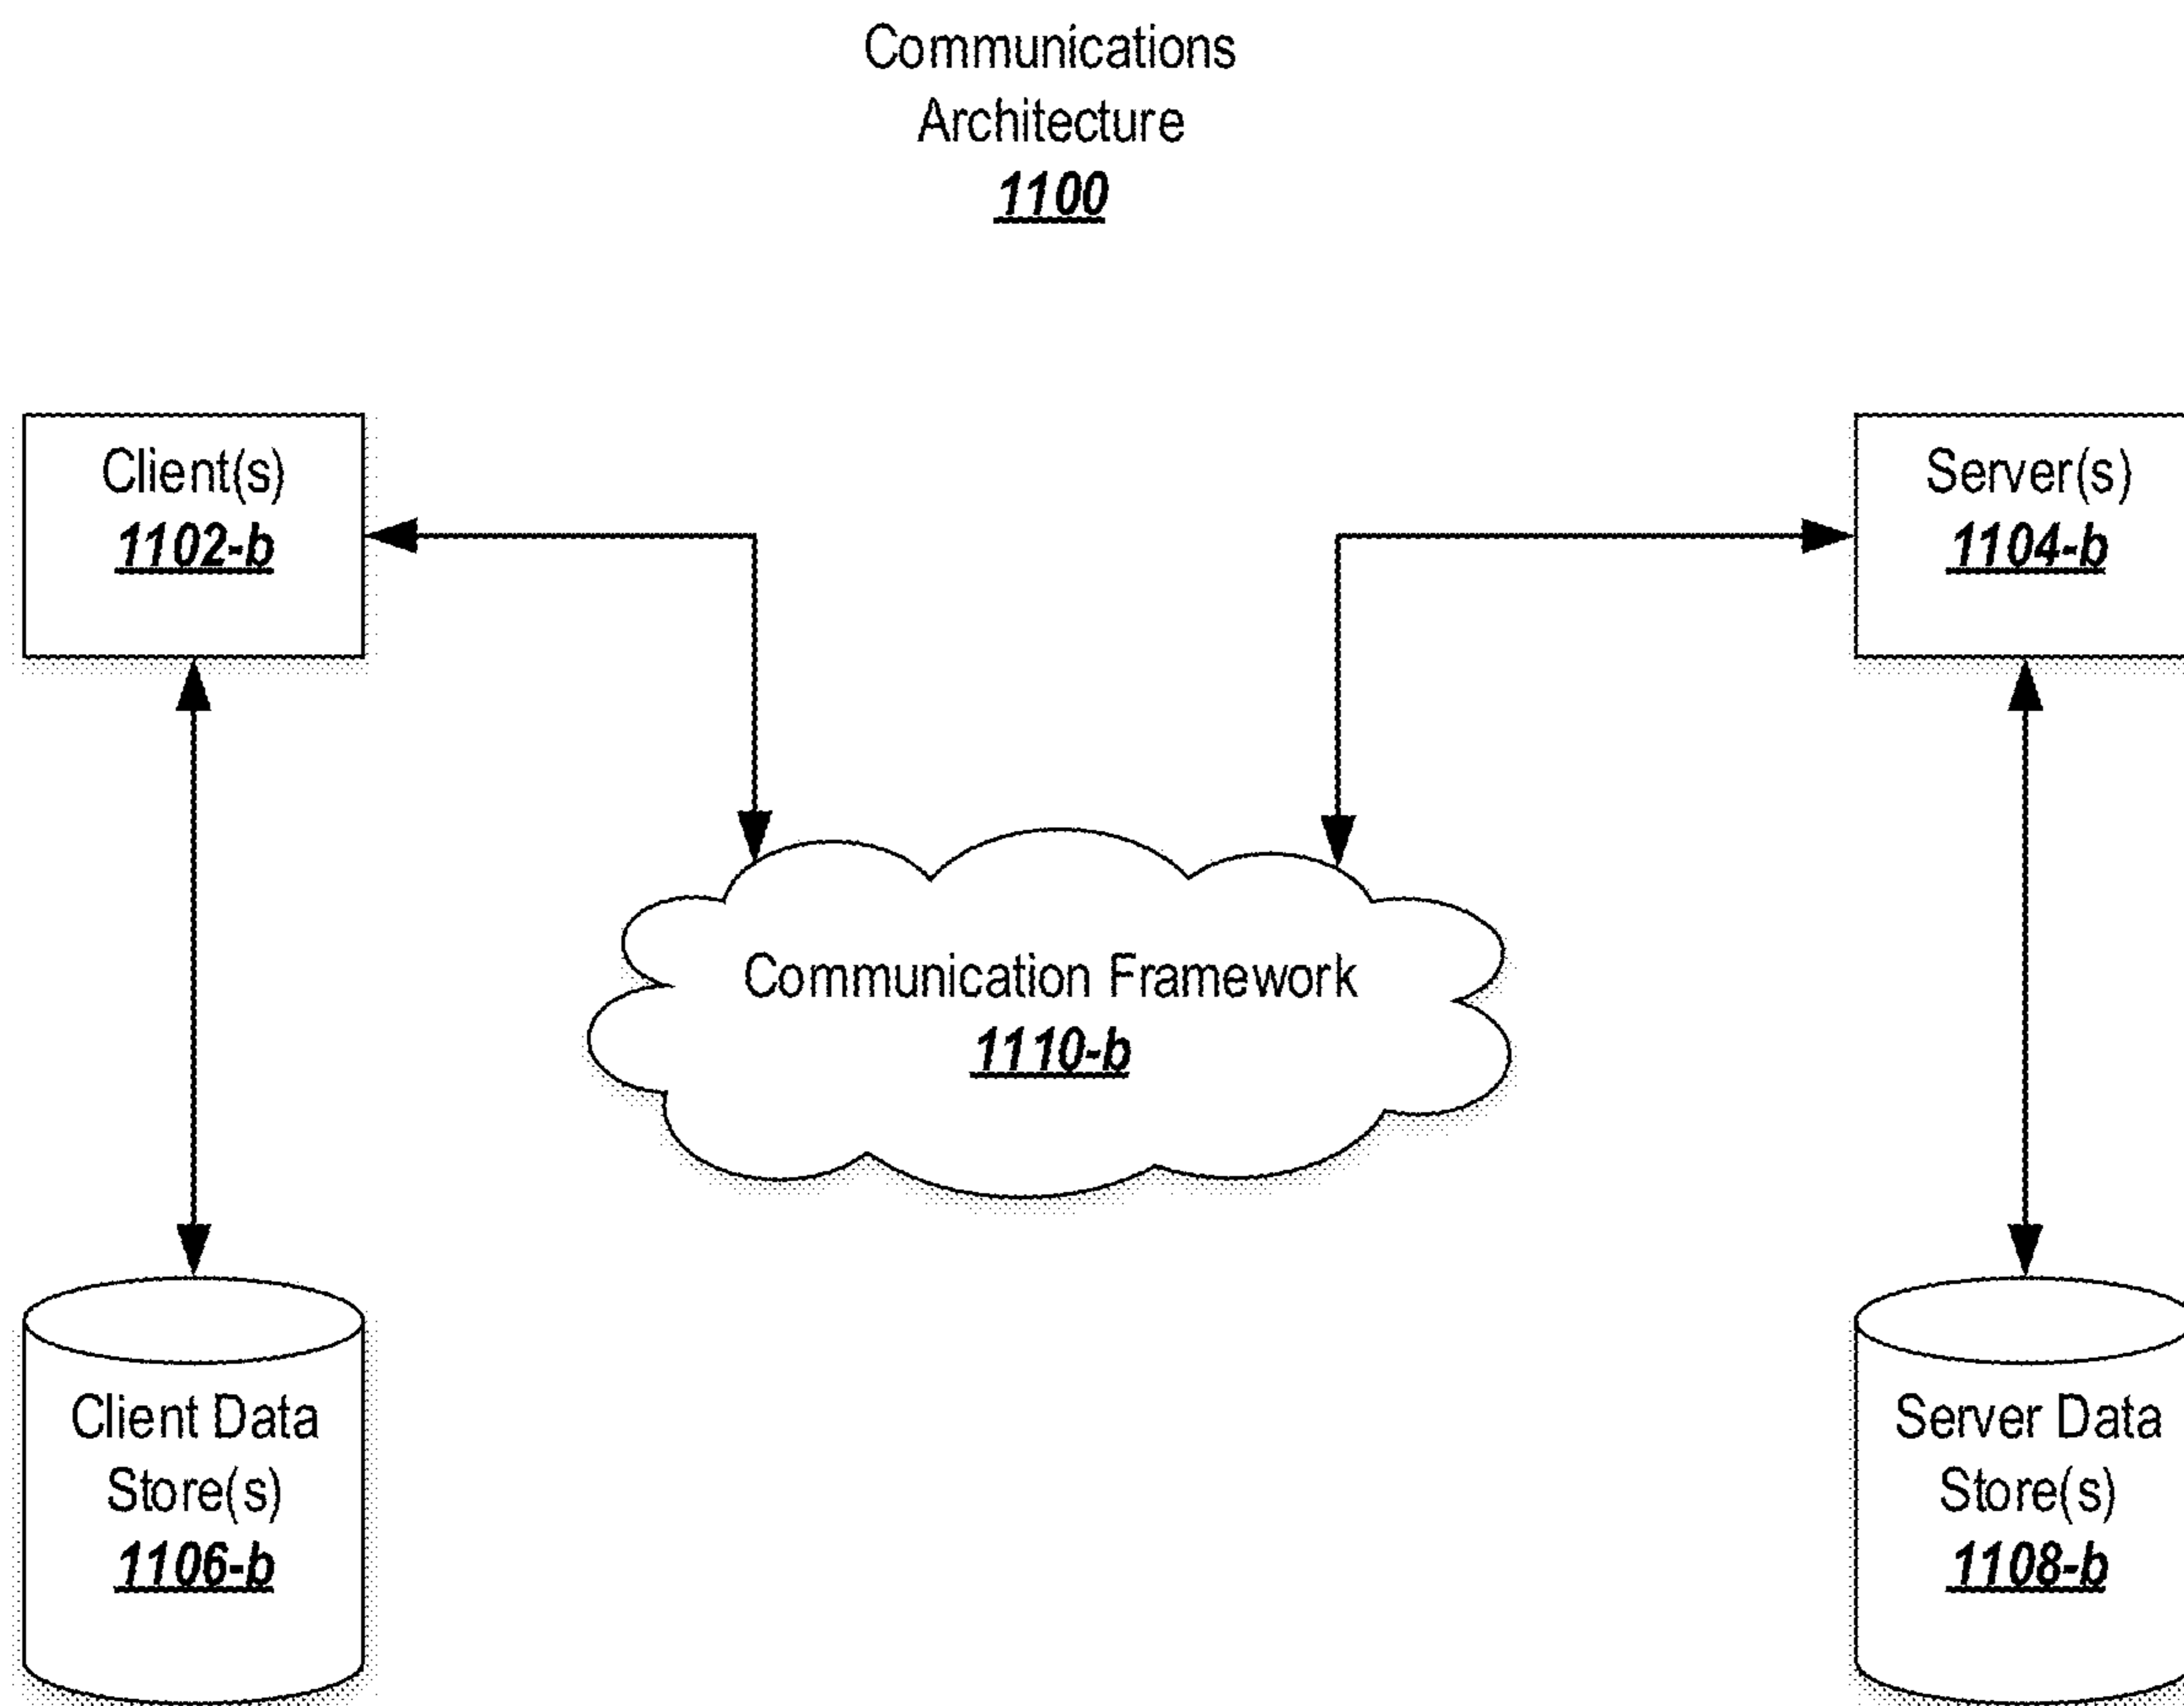 Communications
Architecture
1100
Client(s)
1102-b
Server(s)
1104-b
Communication Framework
1110-b
Client Data
Store(s)
1106-b
Server Data
Store(s)
1108-b